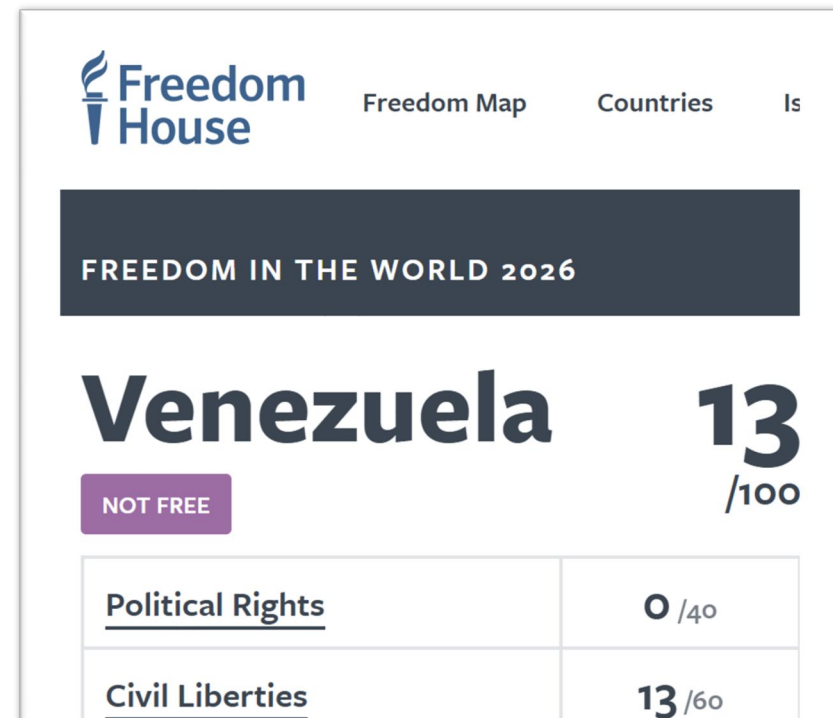 Freedom
House
Freedom Map Countries Is
FREEDOM IN THE WORLD 2026
Venezuela 13
/100
NOT FREE
Political Rights 0 /40
Civil Liberties 13 /60